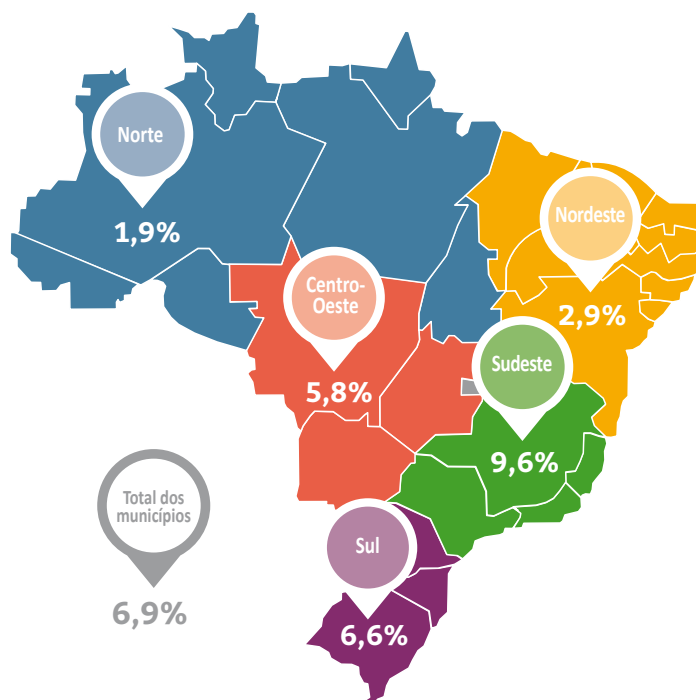 Norte
1,9%
Nordeste
2,9%
Centro-
Oeste
5,8%
Sudeste
9,6%
Total dos
municípios
6,9%
Sul
6,6%